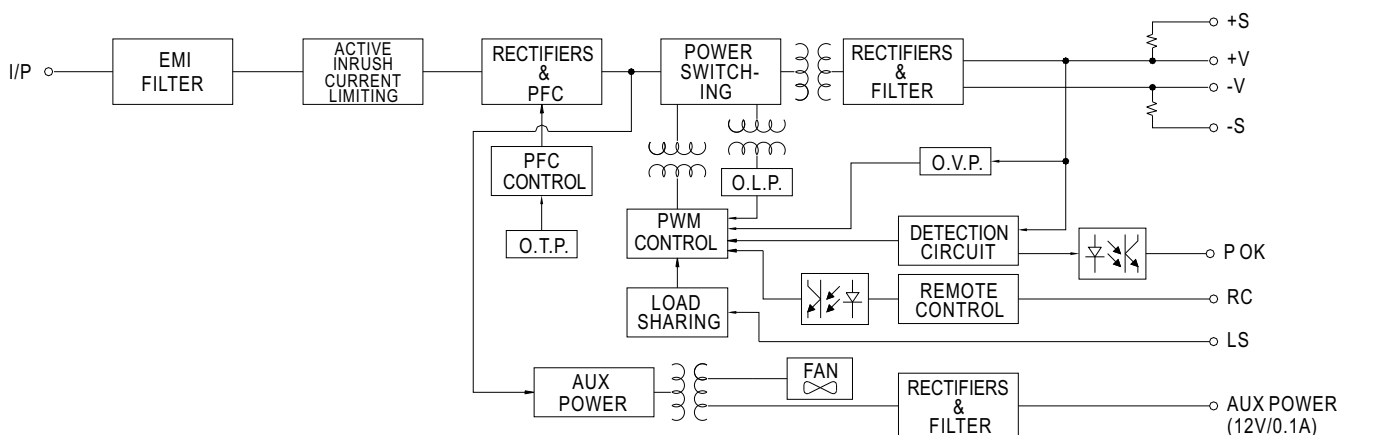 I/P
EMI
FILTER
ACTIVE
INRUSH
CURRENT
LIMITING
RECTIFIERS
&
PFC
POWER
SWITCH-
ING
RECTIFIERS
&
FILTER
+S
+V
-V
-S
PFC
CONTROL
O.T.P.
O.L.P.
O.V.P.
PWM
CONTROL
DETECTION
CIRCUIT
P OK
LOAD
SHARING
REMOTE
CONTROL
RC
LS
AUX
POWER
FAN
RECTIFIERS
&
FILTER
AUX POWER
(12V/0.1A)